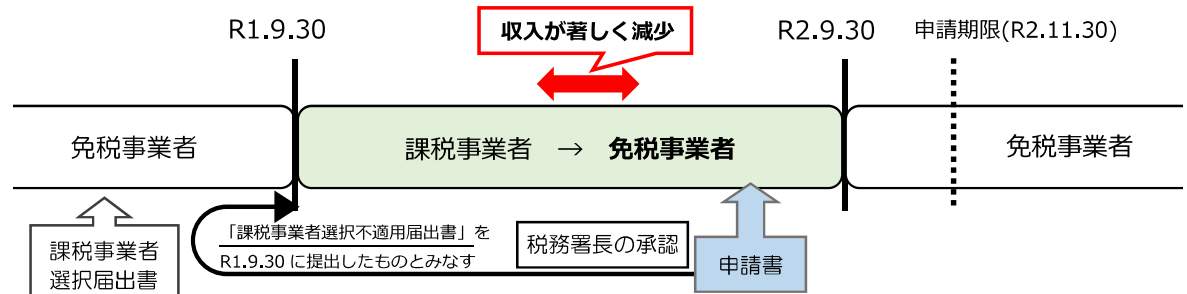 収入が著しく減少
R1.9.30
R2.9.30
申請期限(R2.11.30)
免税事業者
課税事業者 → 免税事業者
免税事業者
課税事業者
選択届出書
「課税事業者選択不適用届出書」を
R1.9.30 に提出したものとみなす
税務署長の承認
申請書